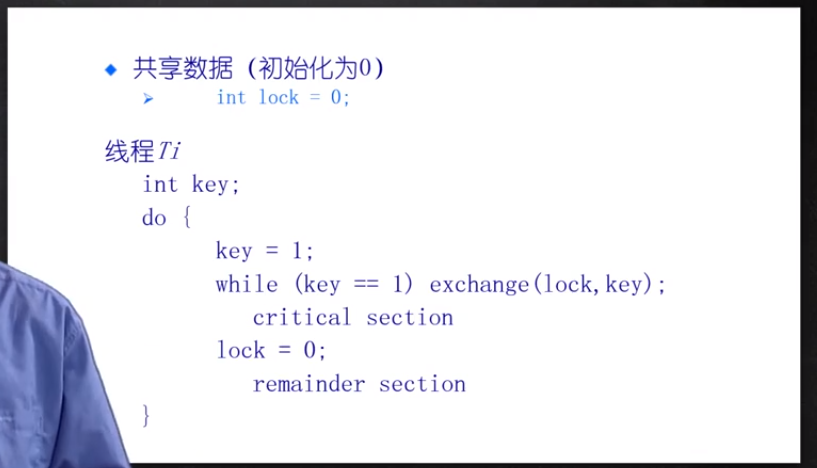 共享数据（初始化为0）
int lock = 0;
线程Ti
int key;
do {
key = 1;
while (key == 1) exchange(lock,key);
critical section
lock = 0;
remainder section
}